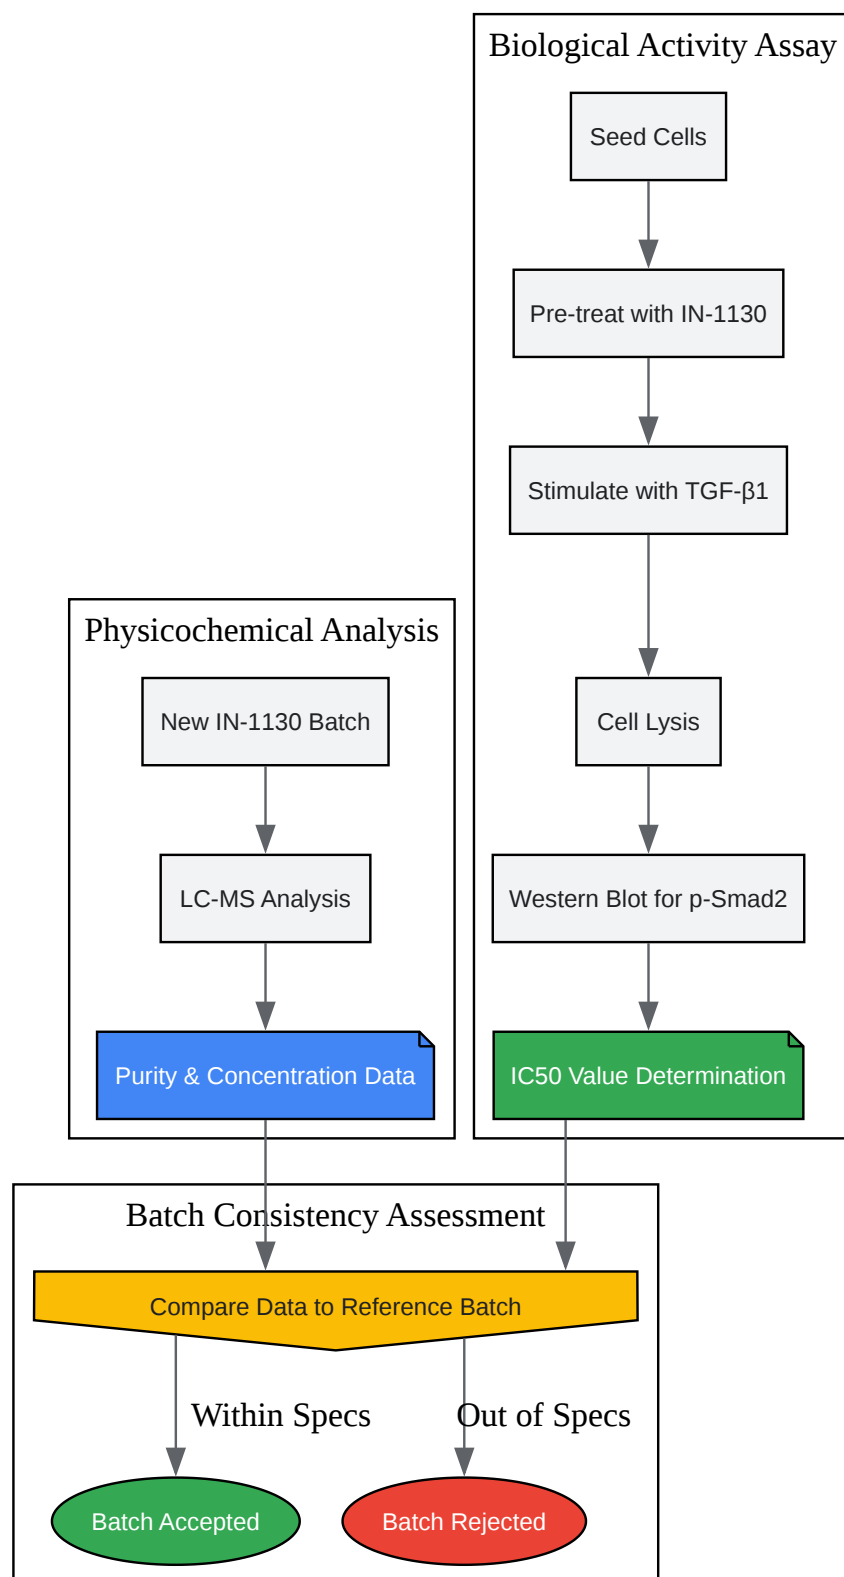 Biological Activity Assay
Seed Cells
Pre-treat with IN-1130
Stimulate with TGF-β1
Physicochemical Analysis
New IN-1130 Batch
Cell Lysis
LC-MS Analysis
Western Blot for p-Smad2
Purity & Concentration Data
IC50 Value Determination
Batch Consistency Assessment
Compare Data to Reference Batch
Within Specs
Out of Specs
Batch Accepted
Batch Rejected